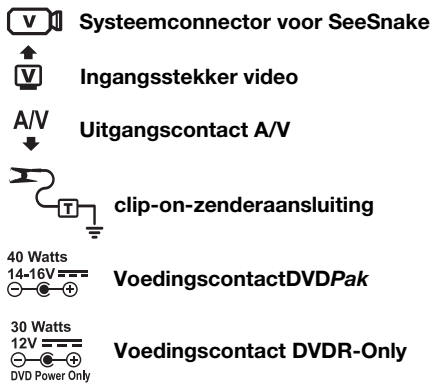 V Systeemconnector voor SeeSnake
V Ingangsstekker video
A/V Uitgangscontact A/V
T clip-on-zenderaansluiting
40 Watts
14-16V
VoedingscontactDVDPak
30 Watts
12V
Voedingscontact DVDR-Only
DVD Power Only